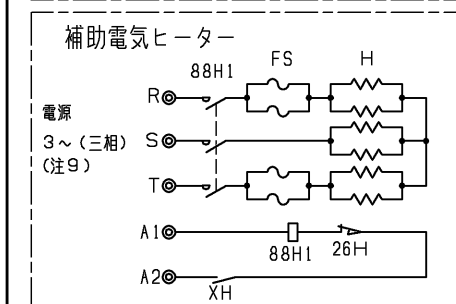 補助電気ヒーター
88H1 FS H
R
電源
3～(三相) S
(注9)
T
A1
88H1 26H
A2
XH